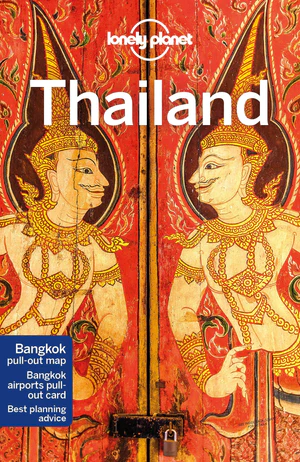 lonely planet
Thailand
Bangkok
pull-out map
Bangkok
airports pull-
out card
Best planning
advice